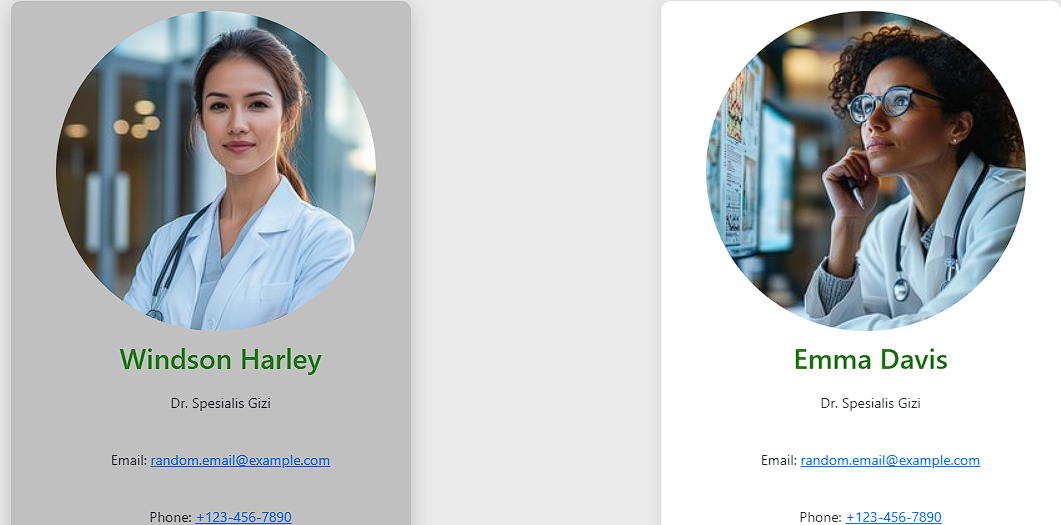 Windson Harley
Dr. Spesialis Gizi
Email: random.email@example.com
Phone: +123-456-7890
Emma Davis
Dr. Spesialis Gizi
Email: random.email@example.com
Phone: +123-456-7890